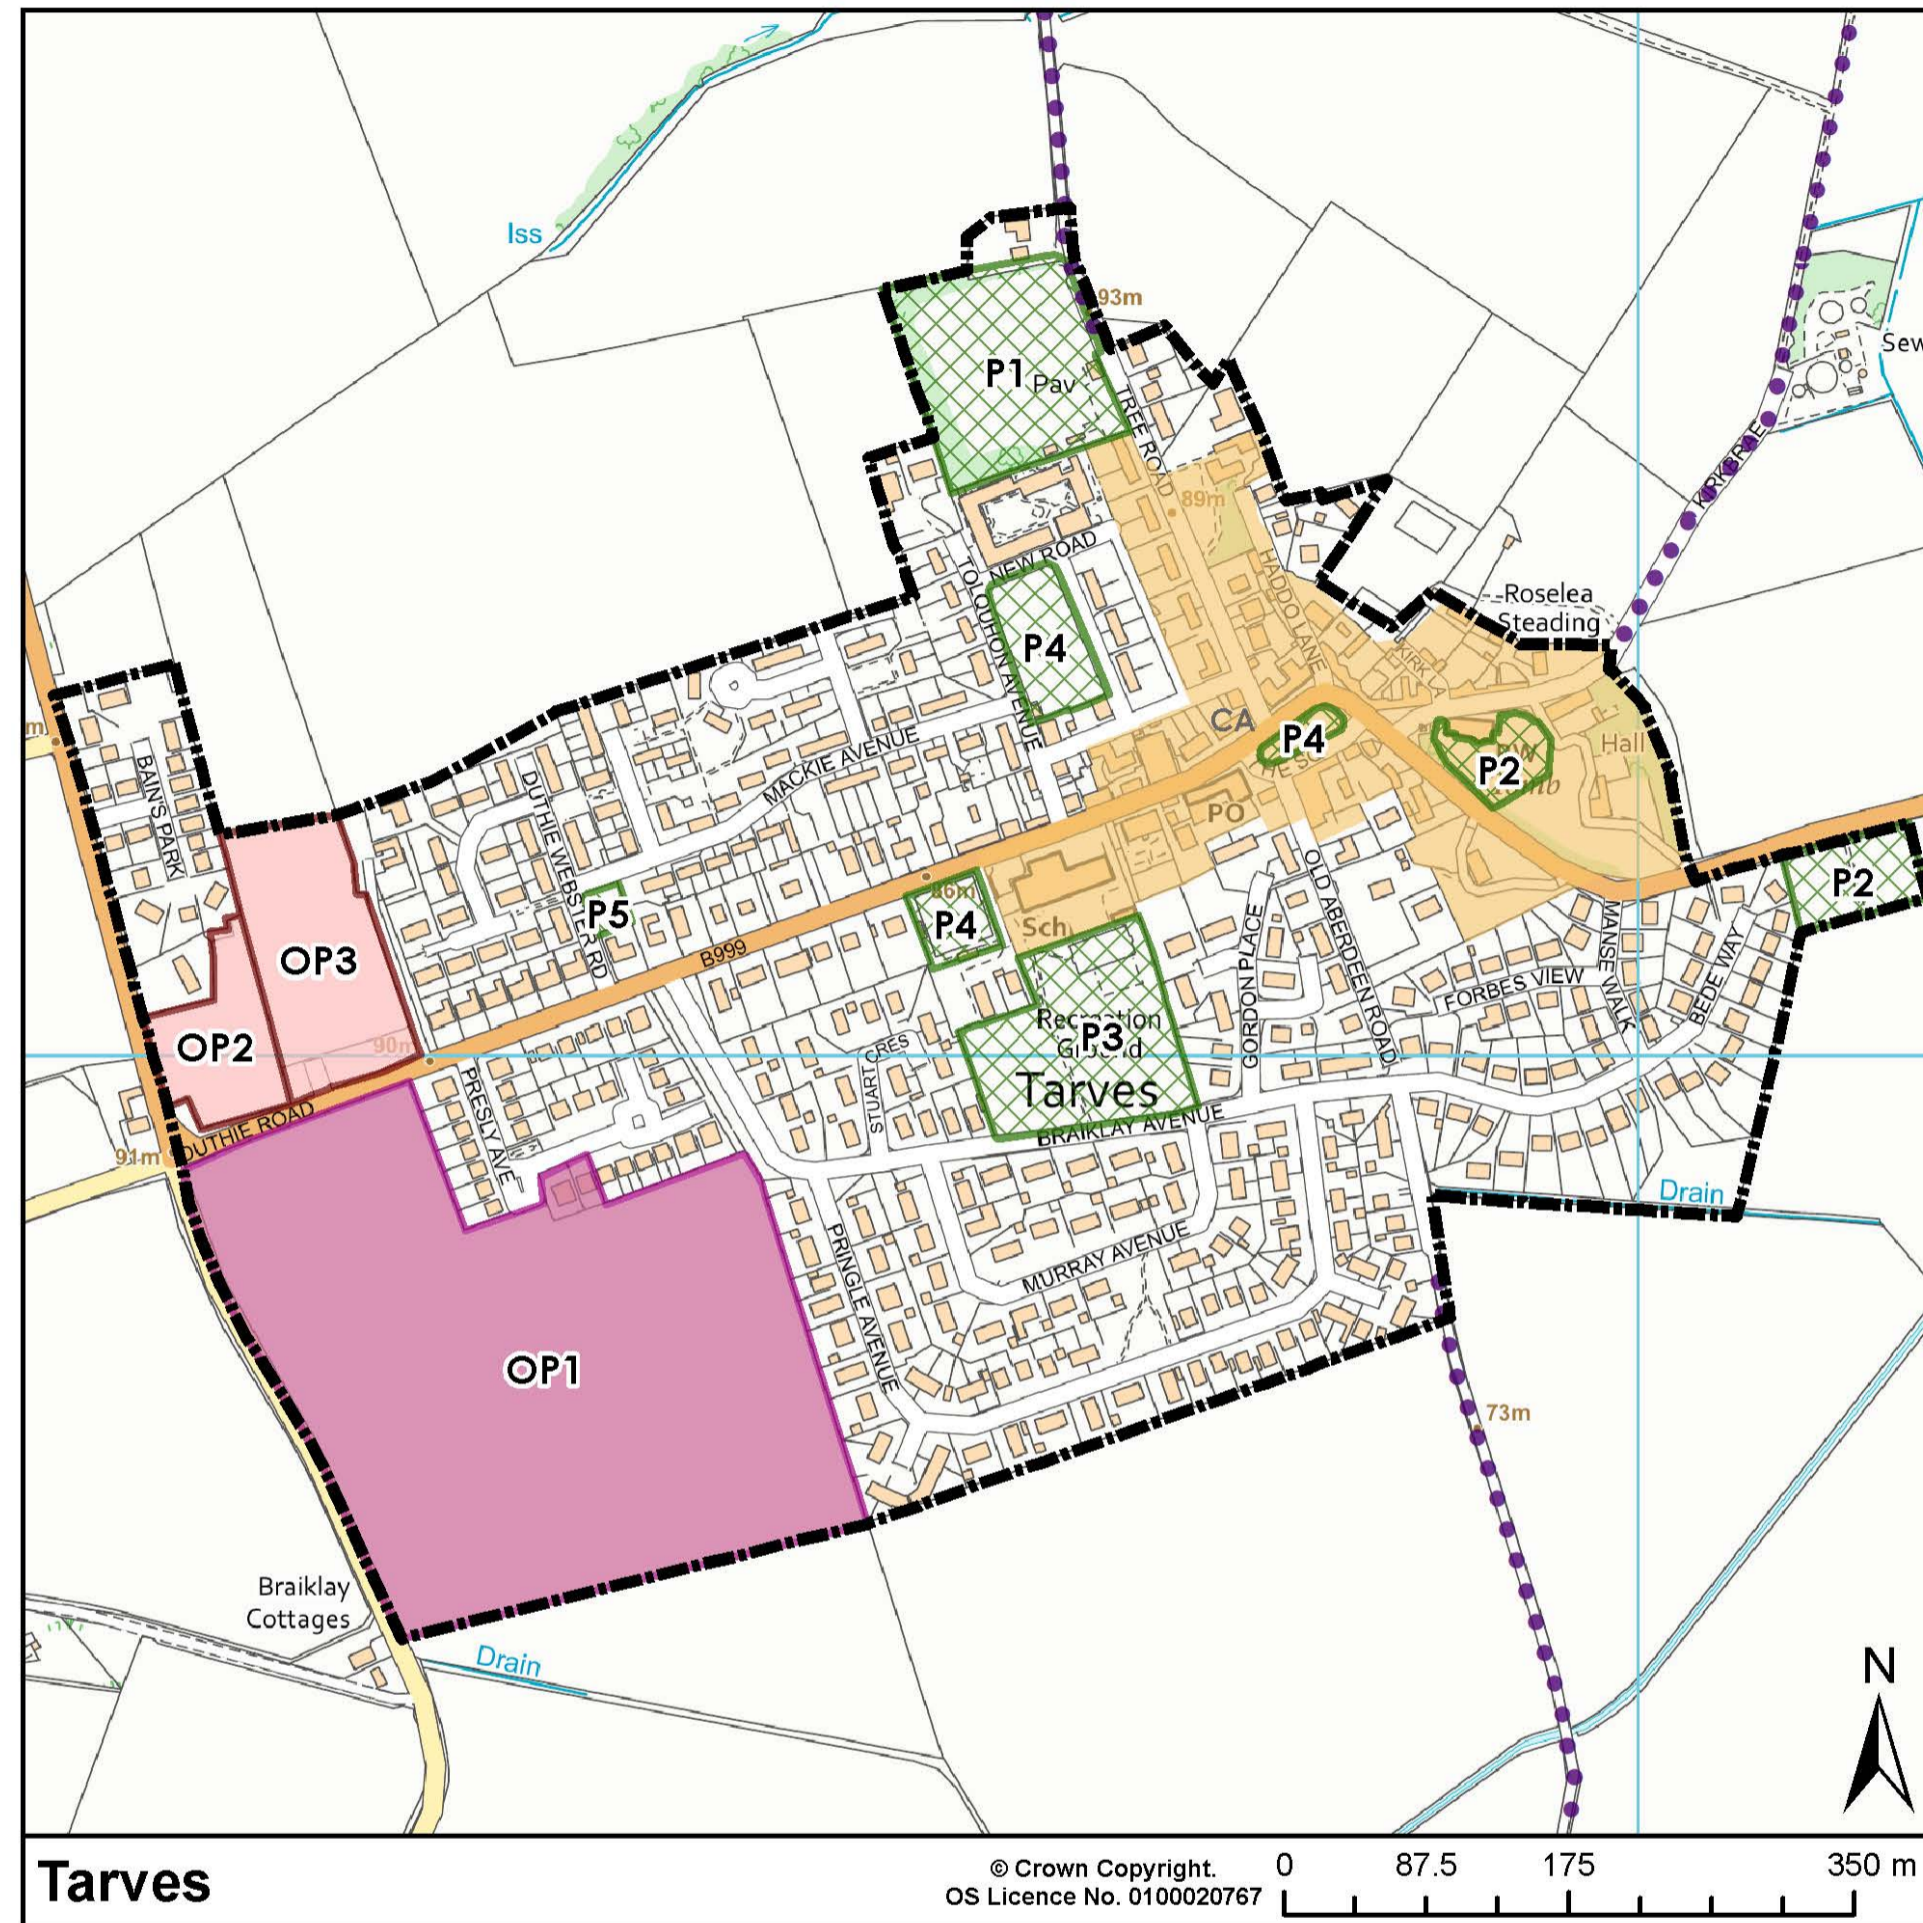 Iss
93m
Sew
P1
Pav
TREE ROAD
KIRKBRAE
89m
NEW ROAD
HADDO LANE
Roselea
Steading
TOLQUHON AVENUE
P4
KIRK LA
m
CA
P4
Hall
BAIN'S PARK
MACKIE AVENUE
P2
DUTHIE WEBSTER RD
PO
OLD ABERDEEN ROAD
86m
P2
P5
P4
Sch
B999
OP3
GORDON PLACE
MANSE WALK
BEDE WAY
FORBES VIEW
OP2
90m
Recreation
Ground
P3
STUART CRES
Tarves
PRESLY AVE
DUTHIE ROAD
BRAIKLAY AVENUE
91m
Drain
PRINGLE AVENUE
MURRAY AVENUE
OP1
73m
Braiklay
Cottages
Drain
N
Tarves
© Crown Copyright.
OS Licence No. 0100020767
0 87.5 175 350 m